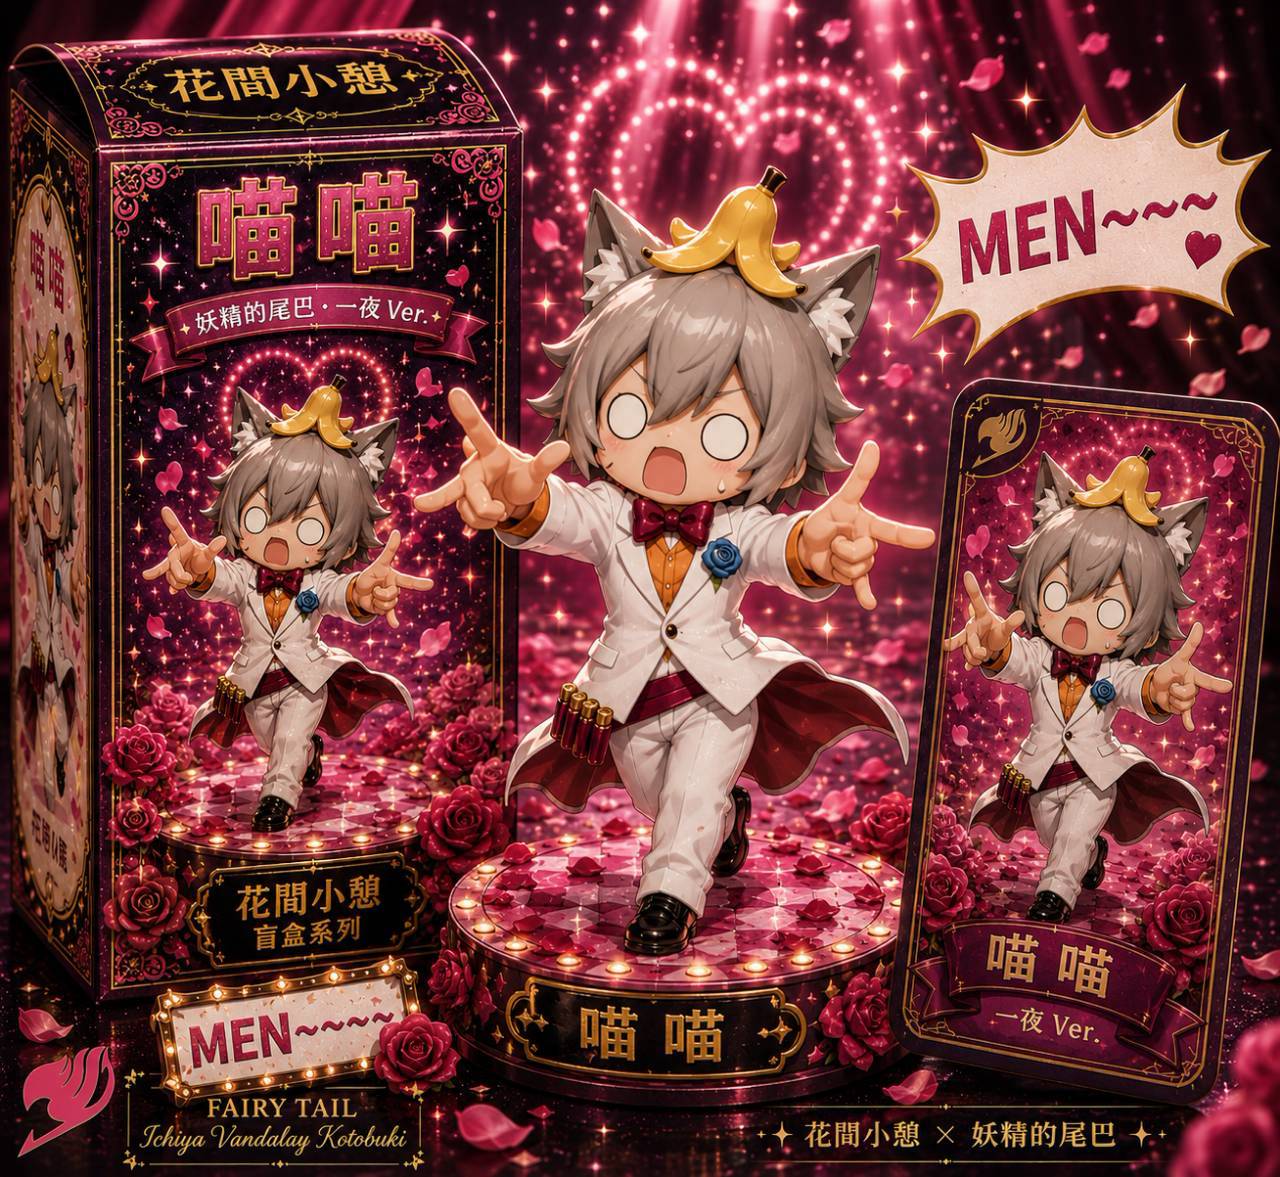 花間小憩
喵喵
妖精的尾巴·一夜 Ver.
喵喵
花間小憩
盲盒系列
MEN~~~~
FAIRY TAIL
Ichiya Vandalay Kotobuki
喵喵
MEN~~~~
喵喵
一夜 Ver.
花間小憩 × 妖精的尾巴